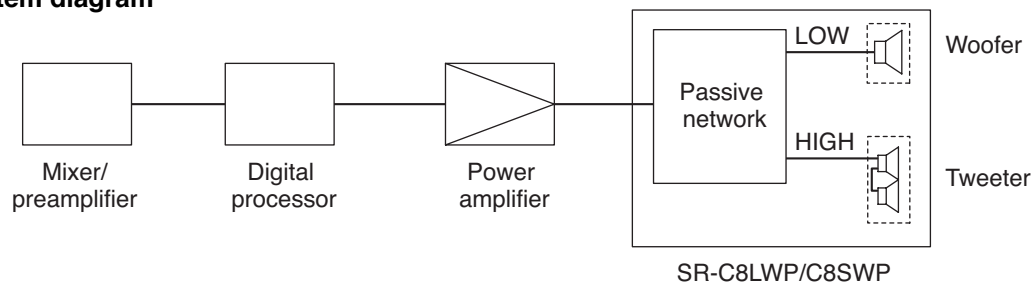 tem diagram
LOW
Woofer
Passive
network
HIGH
Mixer/
preamplifier
Digital
processor
Power
amplifier
Tweeter
SR-C8LWP/C8SWP